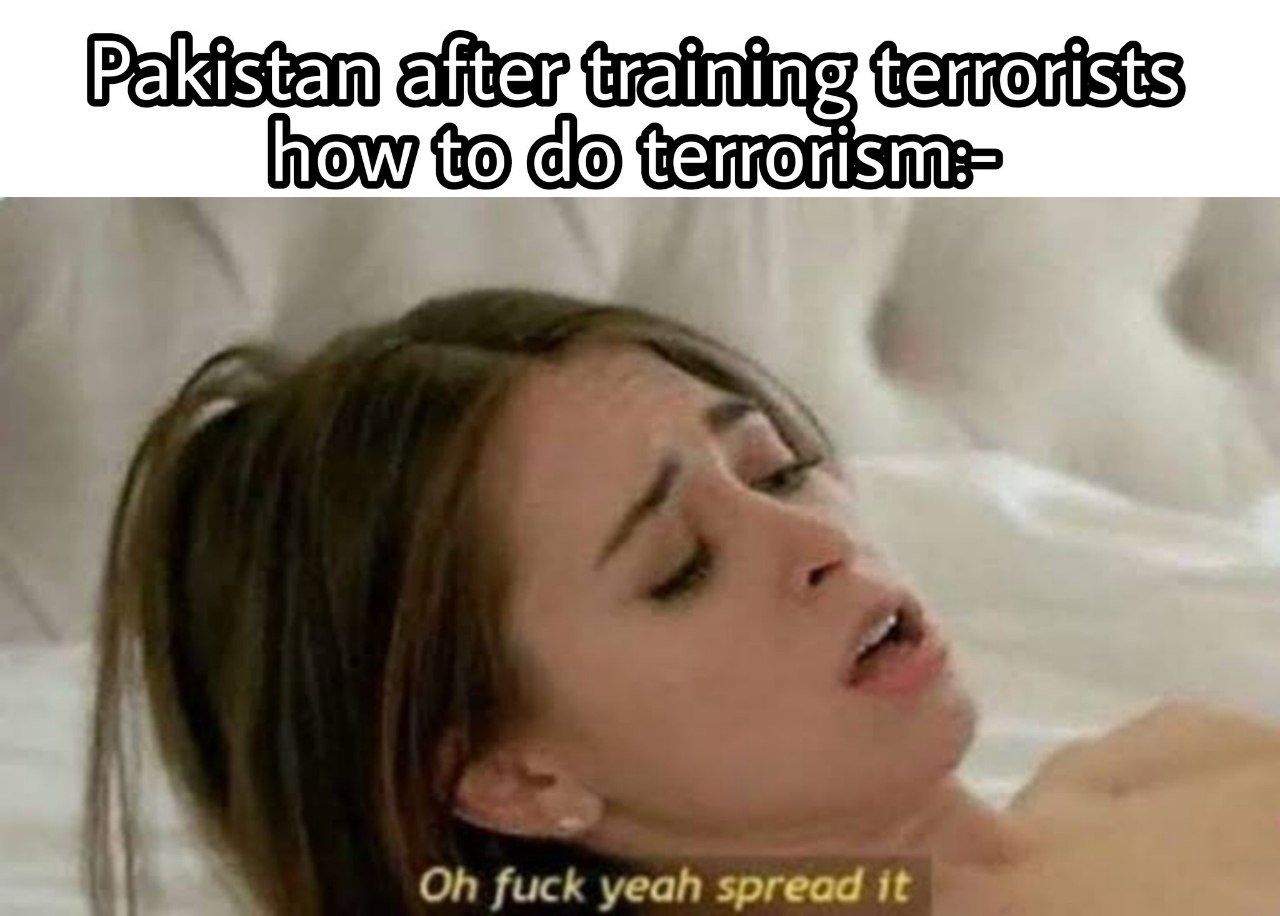 Pakistan after training terrorists
how to do terrorism:-
Oh fuck yeah spread it